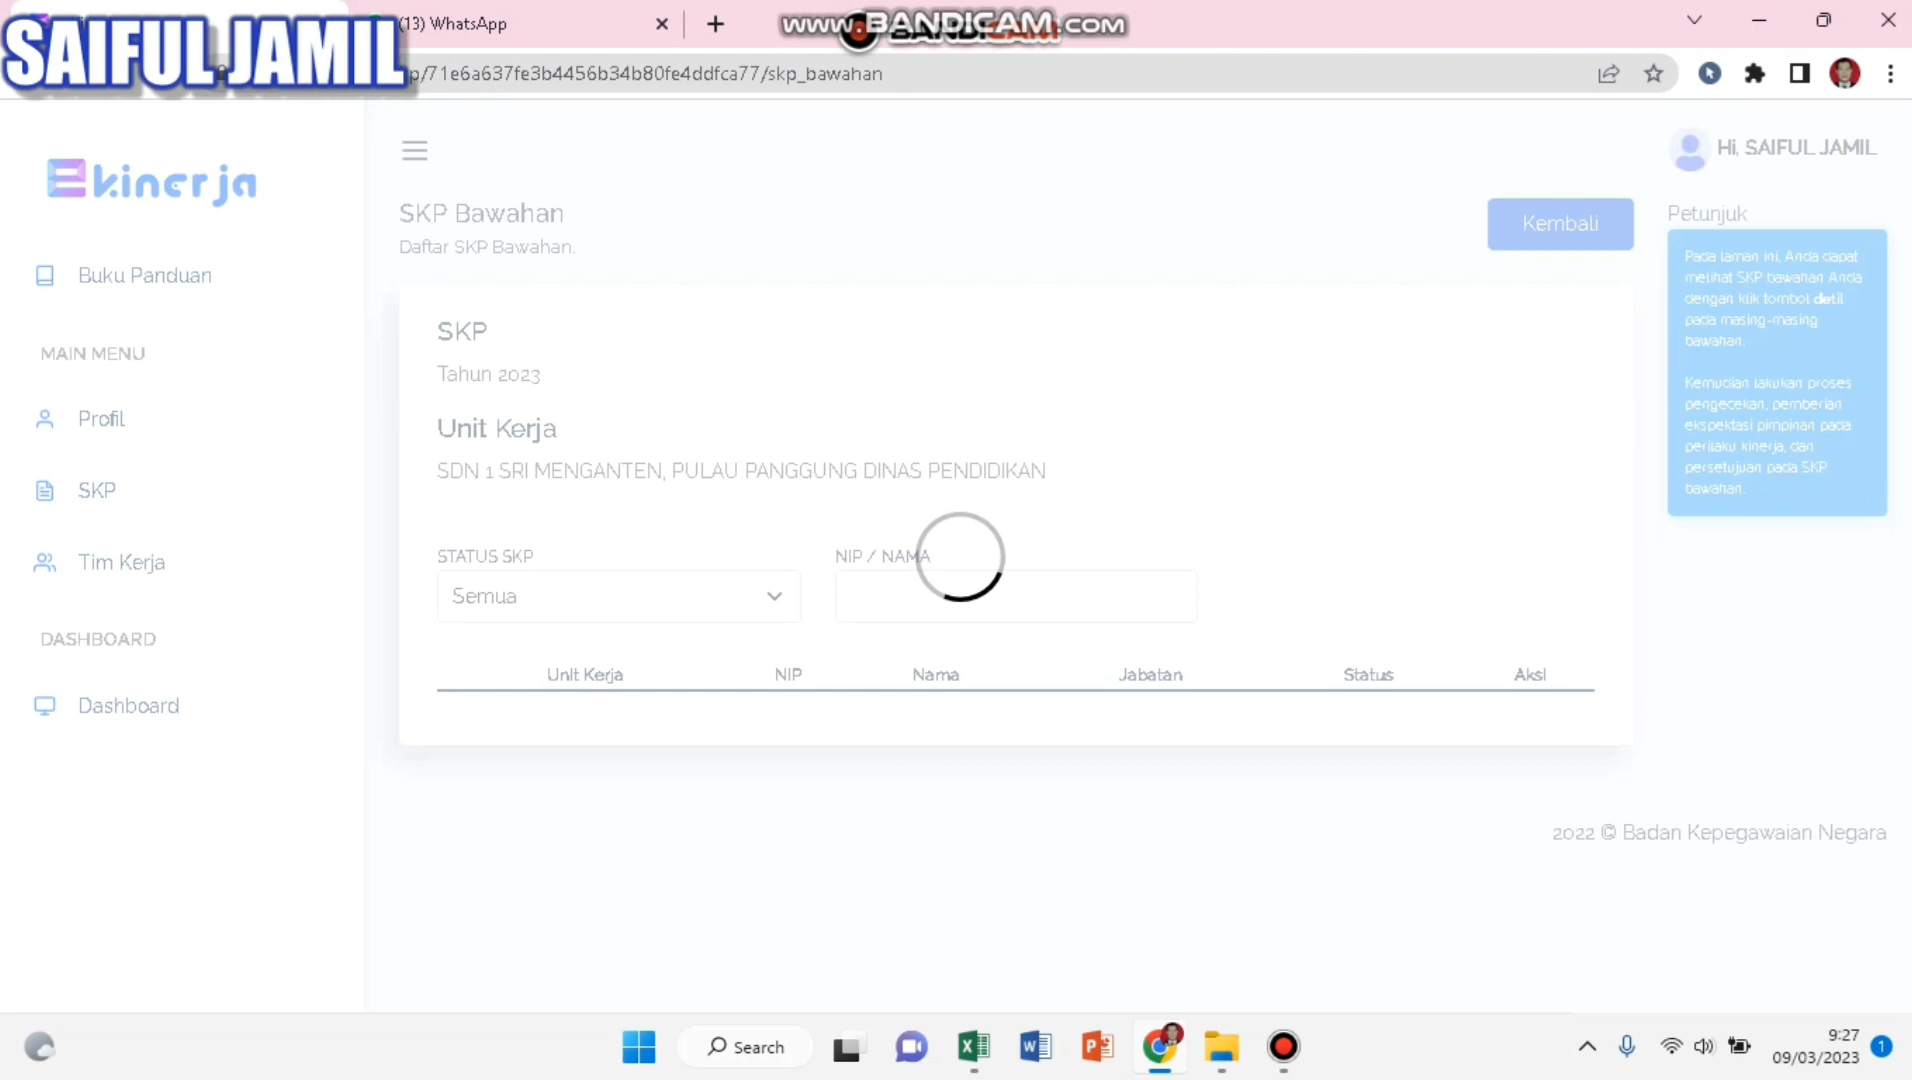 SAIFUL JAMIL
(13) WhatsApp
www.BANDICAM.com
p/71e6a637fe3b4456b34b80fe4ddfca77/skp_bawahan
Ekinerja
Hi, SAIFUL JAMIL
SKP Bawahan
Daftar SKP Bawahan.
Kembali
Petunjuk
Pada laman ini, Anda dapat
melihat SKP bawahan Anda
dengan klik tombol detil
pada masing-masing
bawahan.
Kemudian lakukan proses
pengecekan, pemberian
ekspektasi pimpinan pada
perilaku kinerja, dan
persetujuan pada SKP
bawahan.
Buku Panduan
MAIN MENU
Profil
SKP
Tim Kerja
DASHBOARD
Dashboard
SKP
Tahun 2023
Unit Kerja
SDN 1 SRI MENGANTEN, PULAU PANGGUNG DINAS PENDIDIKAN
STATUS SKP
NIP / NAMA
Semua
Unit Kerja NIP Nama Jabatan Status Aksi
2022 © Badan Kepegawaian Negara
Search
9:27
09/03/2023
1